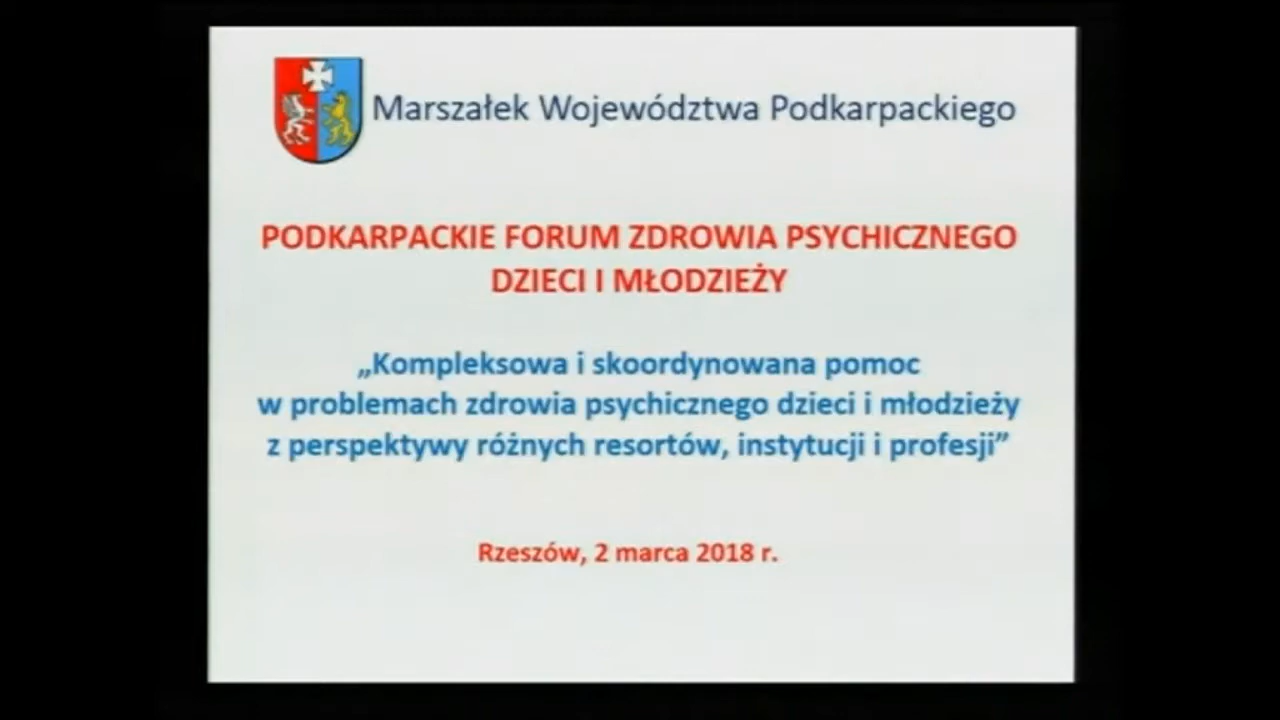 Marszałek Województwa Podkarpackiego
PODKARPACKIE FORUM ZDROWIA PSYCHICZNEGO
DZIECI I MŁODZIEŻY
„Kompleksowa i skoordynowana pomoc
w problemach zdrowia psychicznego dzieci i młodzieży
z perspektywy różnych resortów, instytucji i profesji”
Rzeszów, 2 marca 2018 r.